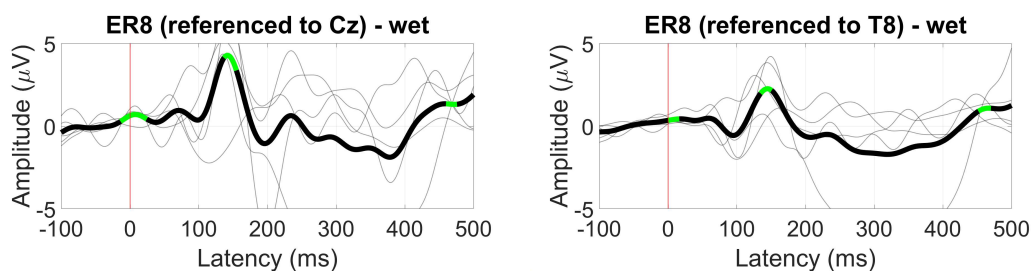 ER8 (referenced to Cz) - wet
5
0
-5
Amplitude (μV)
-100 0 100 200 300 400 500
Latency (ms)
ER8 (referenced to T8) - wet
5
0
-5
Amplitude (μV)
-100 0 100 200 300 400 500
Latency (ms)